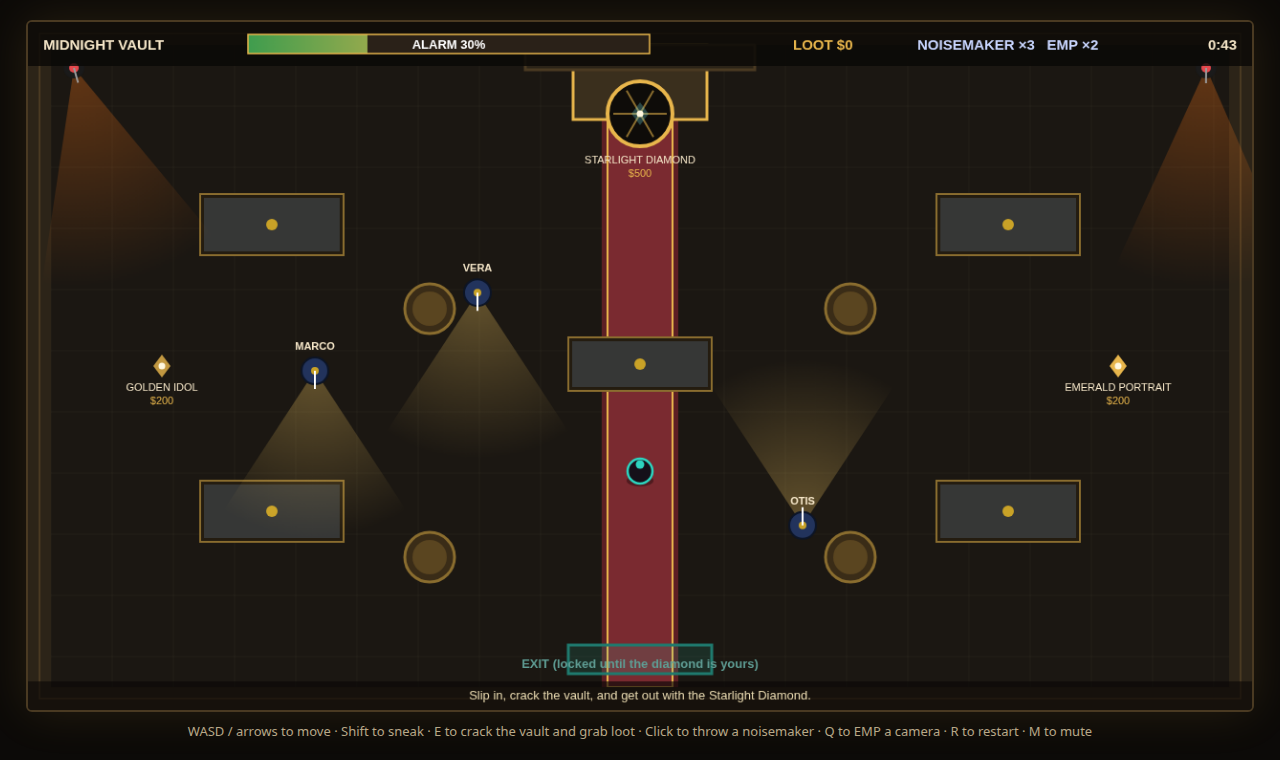 MIDNIGHT VAULT
ALARM 30%
LOOT $0
NOISEMAKER ×3 EMP ×2
0:43
STARLIGHT DIAMOND
$500
VERA
MARCO
GOLDEN IDOL
$200
EMERALD PORTRAIT
$200
OTIS
EXIT (locked until the diamond is yours)
Slip in, crack the vault, and get out with the Starlight Diamond.
WASD / arrows to move · Shift to sneak · E to crack the vault and grab loot · Click to throw a noisemaker · Q to EMP a camera · R to restart · M to mute